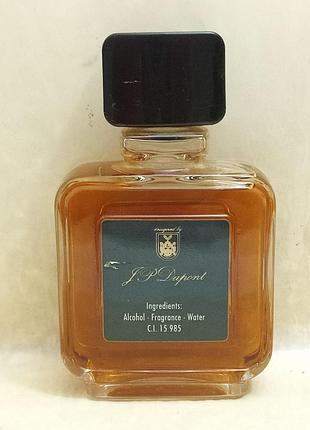 designed by
J P Dupont
Ingredients:
Alcohol - Fragrance - Water
C.I. 15 985